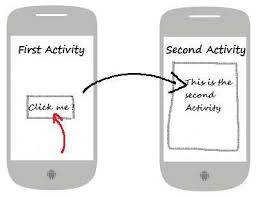 First Activity
Click me !
Second Activity
This is the
second
Activity